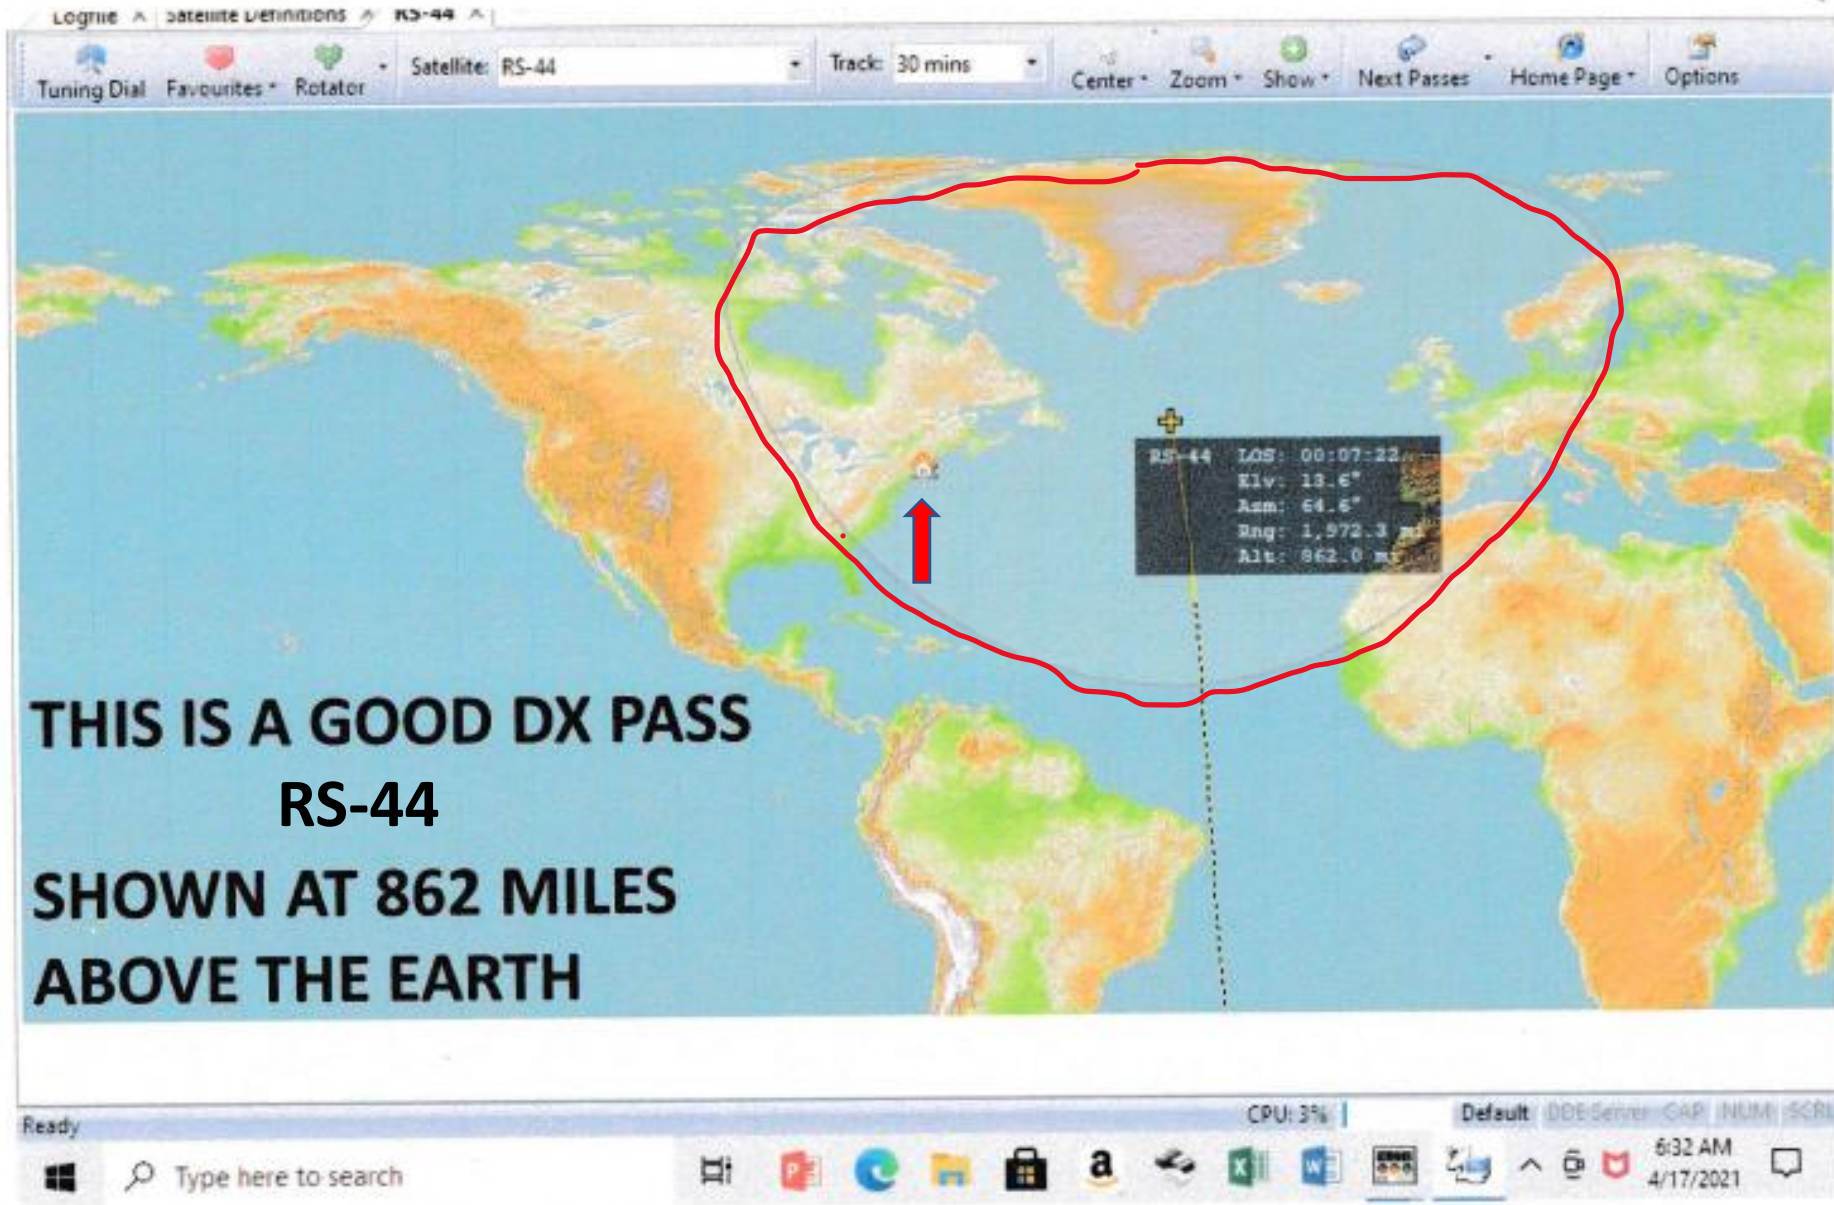 Logfile Satellite Definitions RS-44
Tuning Dial Favourites Rotator Satellite: RS-44 Track: 30 mins Center Zoom Show Next Passes Home Page Options
RS-44 LOS: 00:07:22
Elv: 13.6°
Azm: 64.6°
Rng: 1,972.3 mi
Alt: 862.0 mi
THIS IS A GOOD DX PASS
RS-44
SHOWN AT 862 MILES
ABOVE THE EARTH
Ready CPU: 3% Default DDE Server CAP NUM SCRL
Type here to search
6:32 AM
4/17/2021